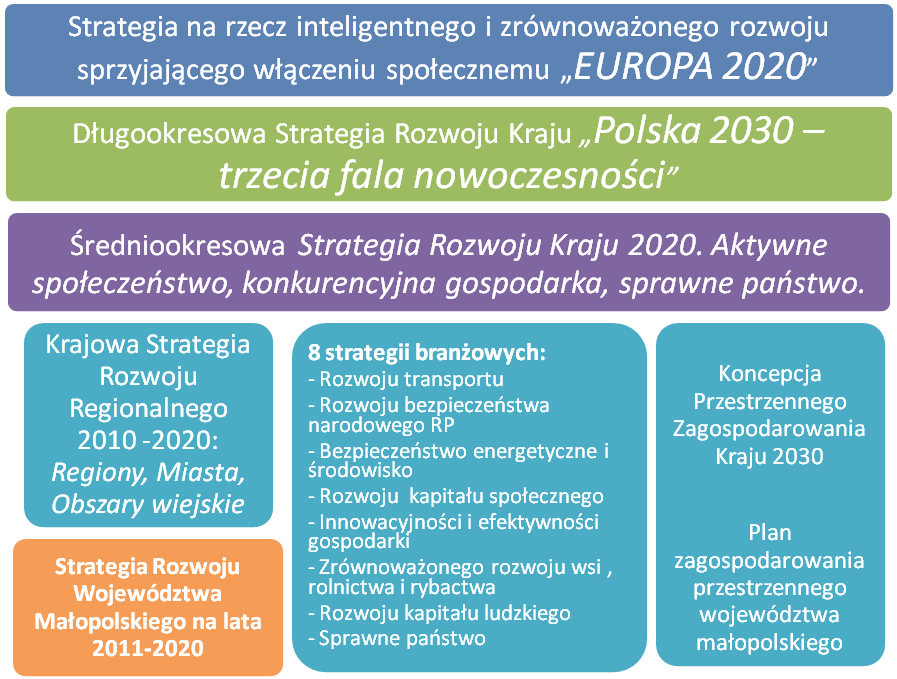 Strategia na rzecz inteligentnego i zrównoważonego rozwoju
sprzyjającego włączeniu społecznemu „EUROPA 2020”
Długookresowa Strategia Rozwoju Kraju „Polska 2030 –
trzecia fala nowoczesności”
Średniookresowa Strategia Rozwoju Kraju 2020. Aktywne
społeczeństwo, konkurencyjna gospodarka, sprawne państwo.
Krajowa Strategia
Rozwoju
Regionalnego
2010 -2020:
Regiony, Miasta,
Obszary wiejskie
Strategia Rozwoju
Województwa
Małopolskiego na lata
2011-2020
8 strategii branżowych:
- Rozwoju transportu
- Rozwoju bezpieczeństwa
narodowego RP
- Bezpieczeństwo energetyczne i
środowisko
- Rozwoju kapitału społecznego
- Innowacyjności i efektywności
gospodarki
- Zrównoważonego rozwoju wsi ,
rolnictwa i rybactwa
- Rozwoju kapitału ludzkiego
- Sprawne państwo
Koncepcja
Przestrzennego
Zagospodarowania
Kraju 2030
Plan
zagospodarowania
przestrzennego
województwa
małopolskiego